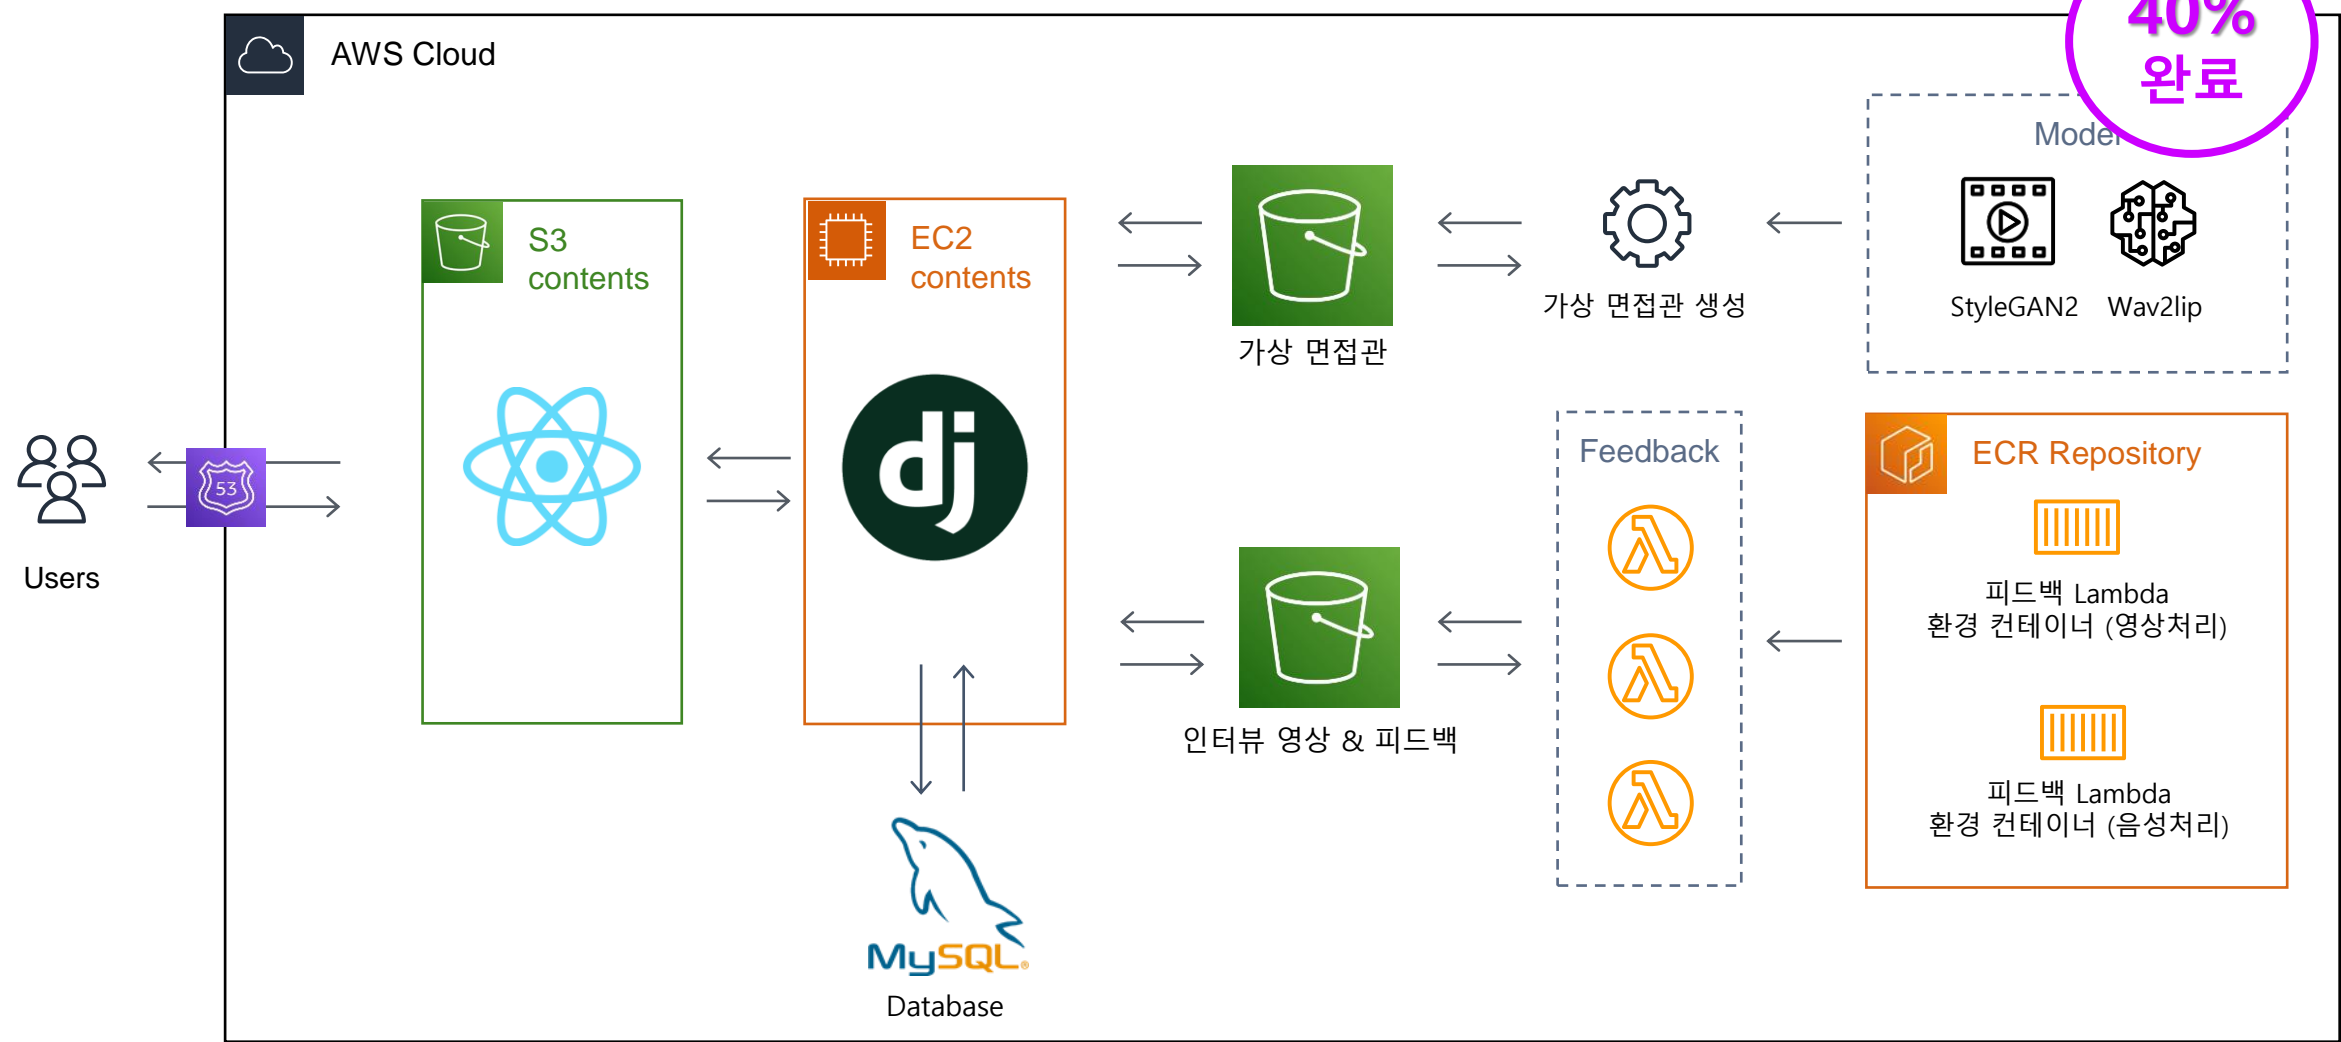 40%
완료
AWS Cloud
Model
S3
contents
EC2
contents
StyleGAN2
Wav2lip
가상 면접관 생성
가상 면접관
Feedback
ECR Repository
53
Users
피드백 Lambda
환경 컨테이너 (영상처리)
인터뷰 영상 & 피드백
피드백 Lambda
환경 컨테이너 (음성처리)
dj
MySQL
Database